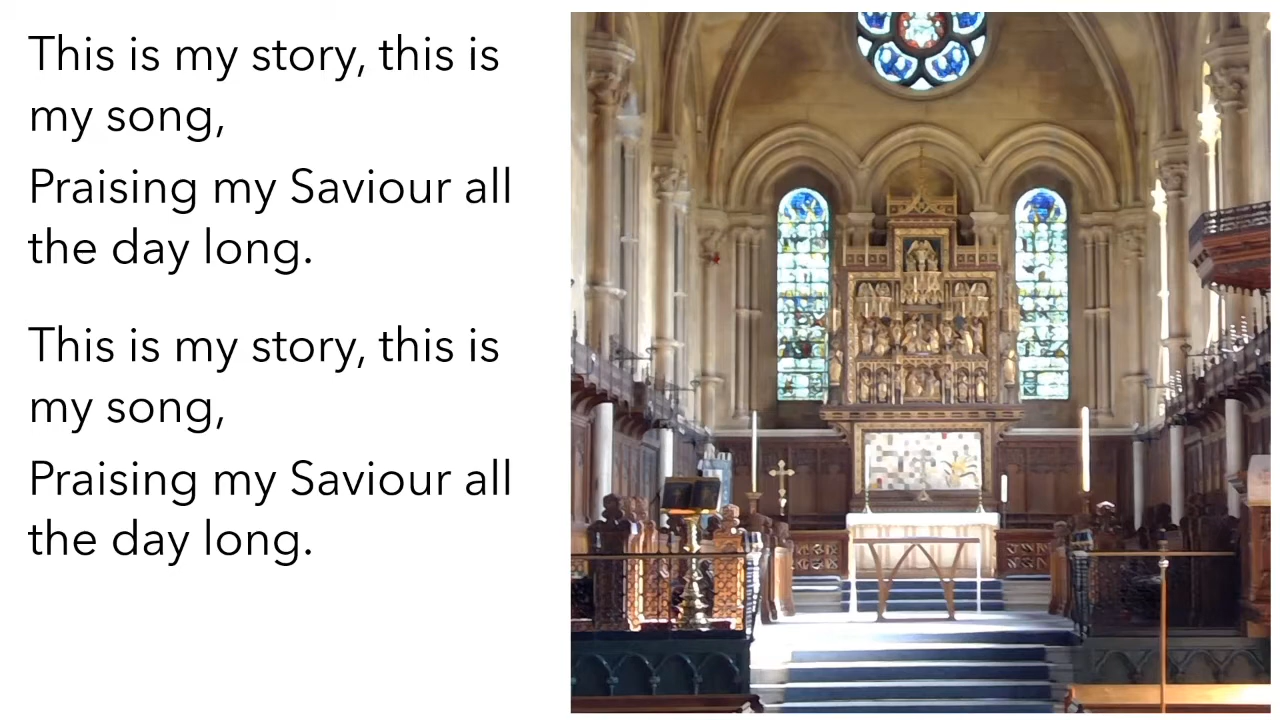 This is my story, this is
my song,
Praising my Saviour all
the day long.
This is my story, this is
my song,
Praising my Saviour all
the day long.